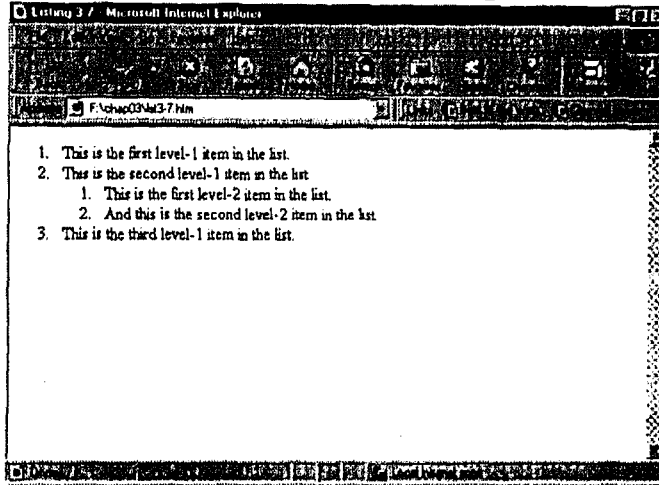 Listing 3-7 - Microsoft Internet Explorer
F:\chap03\list3-7.htm
1. This is the first level-1 item in the list.
2. This is the second level-1 item in the list
1. This is the first level-2 item in the list.
2. And this is the second level-2 item in the list
3. This is the third level-1 item in the list.